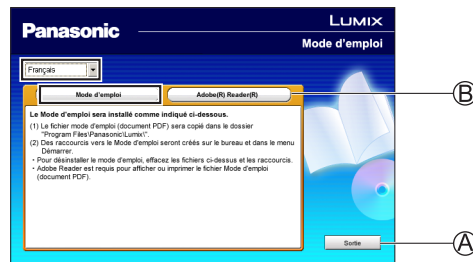 Panasonic
LUMIX
Mode d'emploi
Français
Mode d'emploi
Adobe(R) Reader(R)
B
Le Mode d'emploi sera installé comme indiqué ci-dessous.
(1) Le fichier mode d'emploi (document PDF) sera copié dans le dossier
"Program Files\Panasonic\Lumix\".
(2) Des raccourcis vers le Mode d'emploi seront créés sur le bureau et dans le menu
Démarrer.
・Pour désinstaller le mode d'emploi, effacez les fichiers ci-dessus et les raccourcis.
・Adobe Reader est requis pour afficher ou imprimer le fichier Mode d'emploi
(document PDF).
Sortie
A